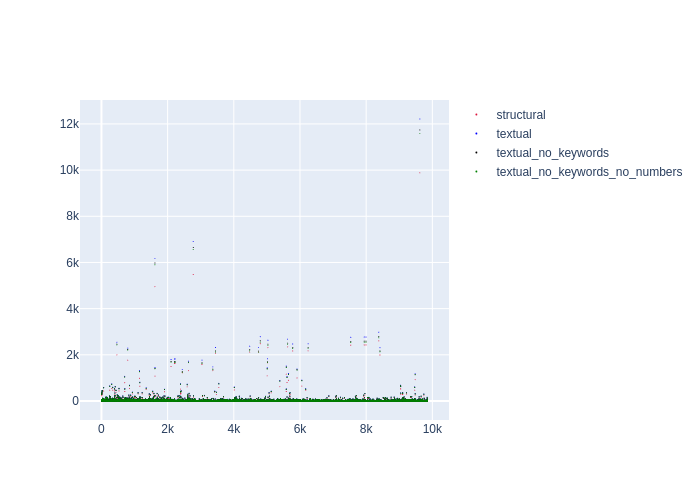 structural
textual
textual_no_keywords
textual_no_keywords_no_numbers
12k
10k
8k
6k
4k
2k
0
0 2k 4k 6k 8k 10k